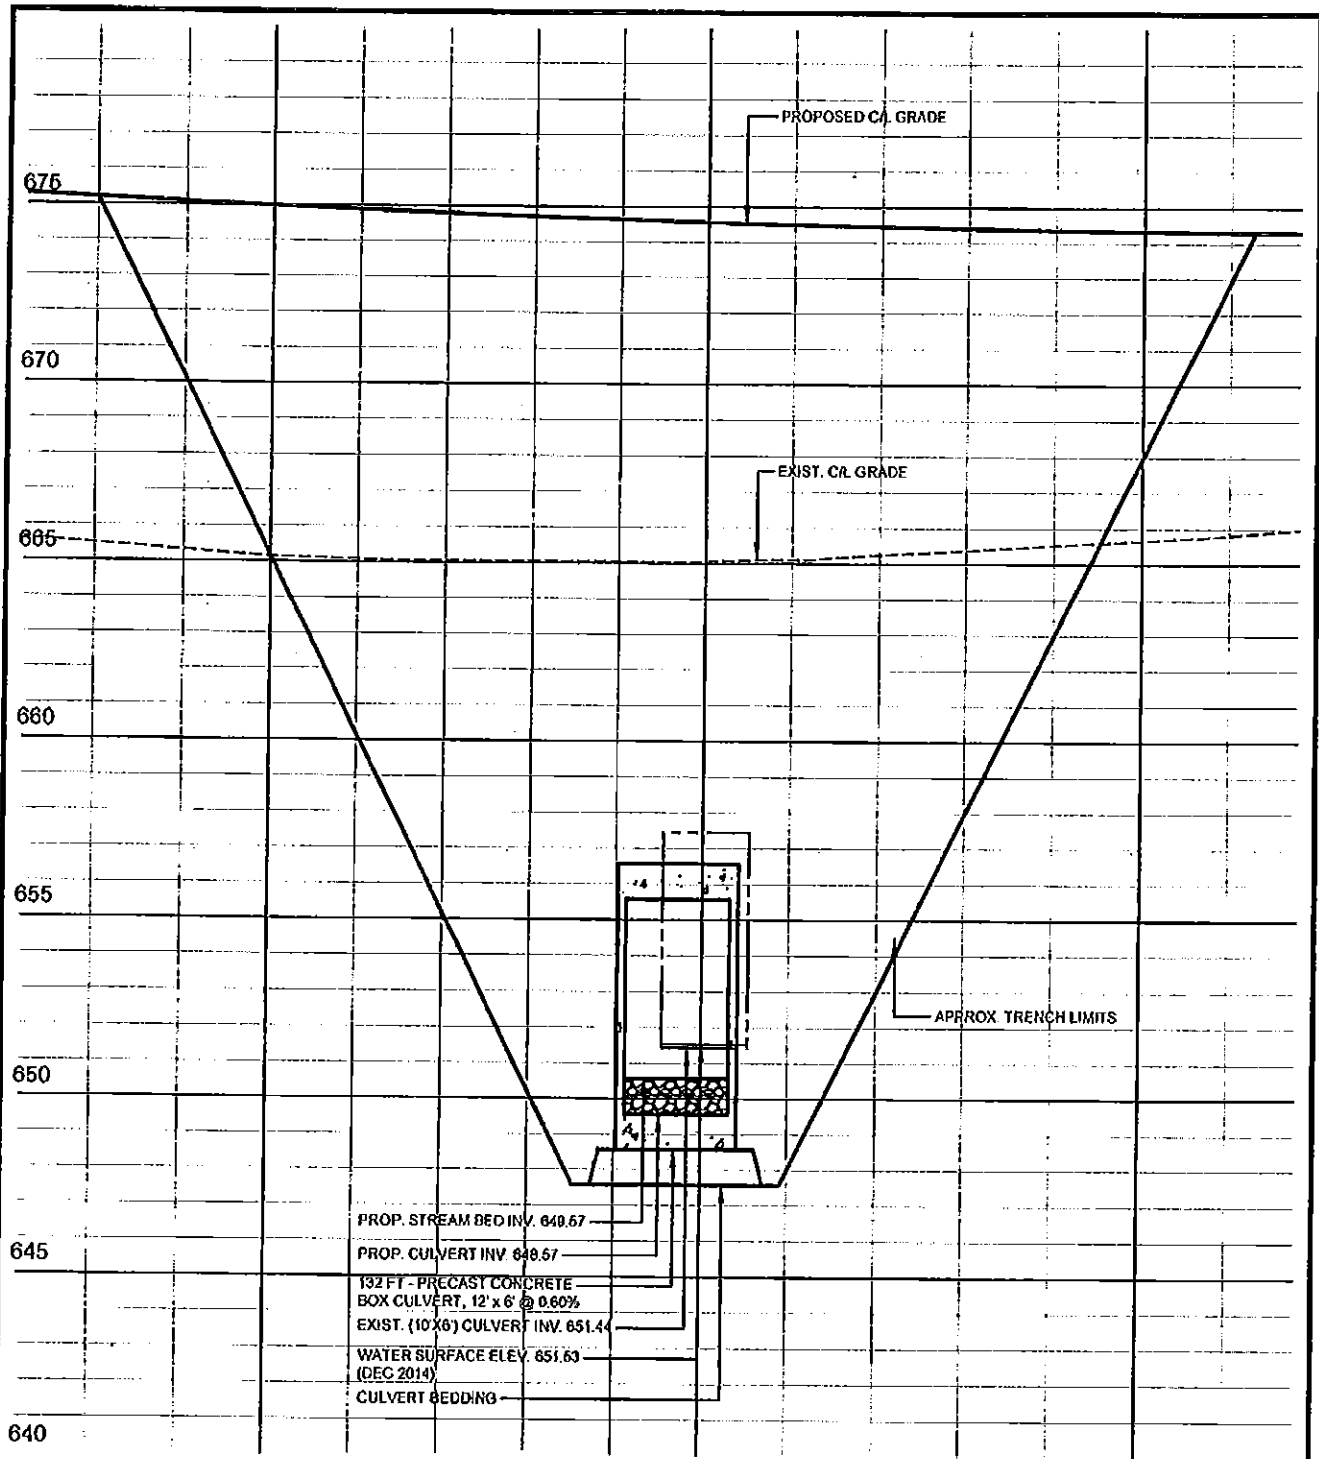 PROPOSED C/L GRADE
675
670
EXIST. C/L GRADE
665
660
655
APPROX. TRENCH LIMITS
650
PROP. STREAM BED INV. 649.57
PROP. CULVERT INV. 648.57
645
132 FT - PRECAST CONCRETE
BOX CULVERT, 12' x 6' @ 0.60%
EXIST. (10'X6') CULVERT INV. 651.44
WATER SURFACE ELEV. 651.63
(DEC 2014)
CULVERT BEDDING
640